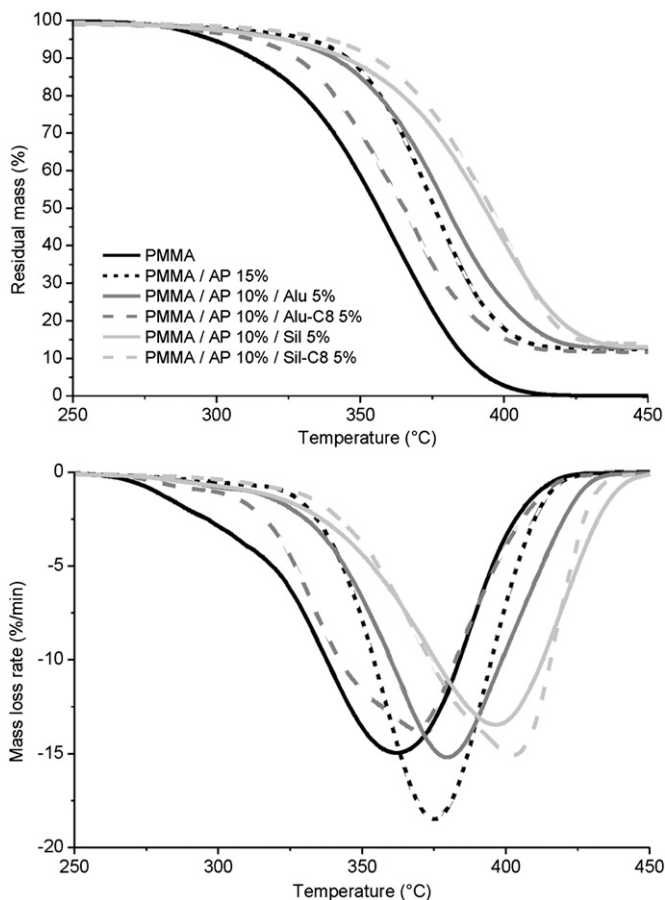 100
90
80
70
60
50
40
30
20
10
0
Residual mass (%)
PMMA
PMMA / AP 15%
PMMA / AP 10% / Alu 5%
PMMA / AP 10% / Alu-C8 5%
PMMA / AP 10% / Sil 5%
PMMA / AP 10% / Sil-C8 5%
250 300 350 400 450
Temperature (°C)
0
-5
-10
-15
-20
Mass loss rate (%/min)
250 300 350 400 450
Temperature (°C)